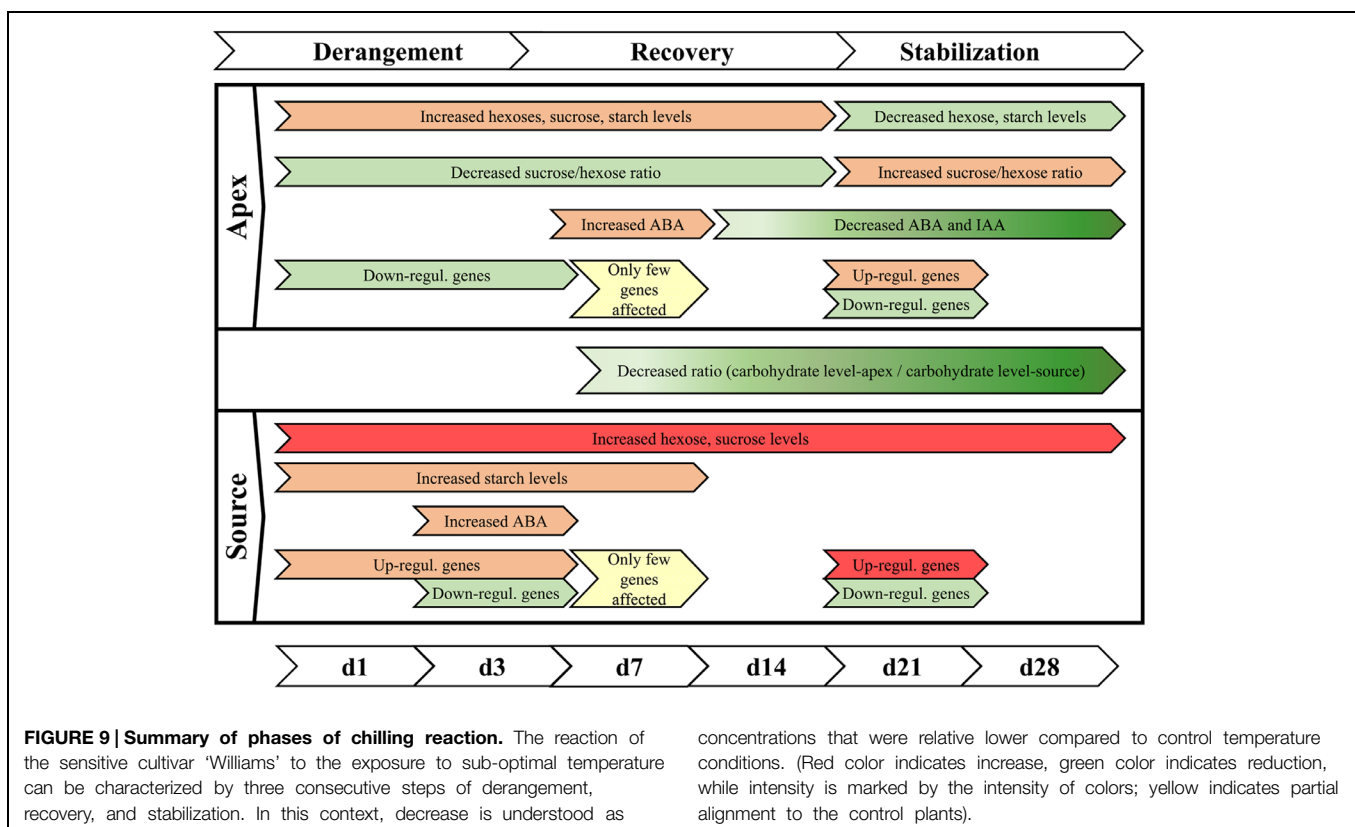 Derangement
Recovery
Stabilization
Apex
Increased hexoses, sucrose, starch levels
Decreased hexose, starch levels
Decreased sucrose/hexose ratio
Increased sucrose/hexose ratio
Increased ABA
Decreased ABA and IAA
Down-regul. genes
Only few
genes
affected
Up-regul. genes
Down-regul. genes
Decreased ratio (carbohydrate level-apex / carbohydrate level-source)
Source
Increased hexose, sucrose levels
Increased starch levels
Increased ABA
Up-regul. genes
Down-regul. genes
Only few
genes
affected
Up-regul. genes
Down-regul. genes
d1
d3
d7
d14
d21
d28
FIGURE 9 | Summary of phases of chilling reaction. The reaction of
the sensitive cultivar ‘Williams’ to the exposure to sub-optimal temperature
can be characterized by three consecutive steps of derangement,
recovery, and stabilization. In this context, decrease is understood as
concentrations that were relative lower compared to control temperature
conditions. (Red color indicates increase, green color indicates reduction,
while intensity is marked by the intensity of colors; yellow indicates partial
alignment to the control plants).